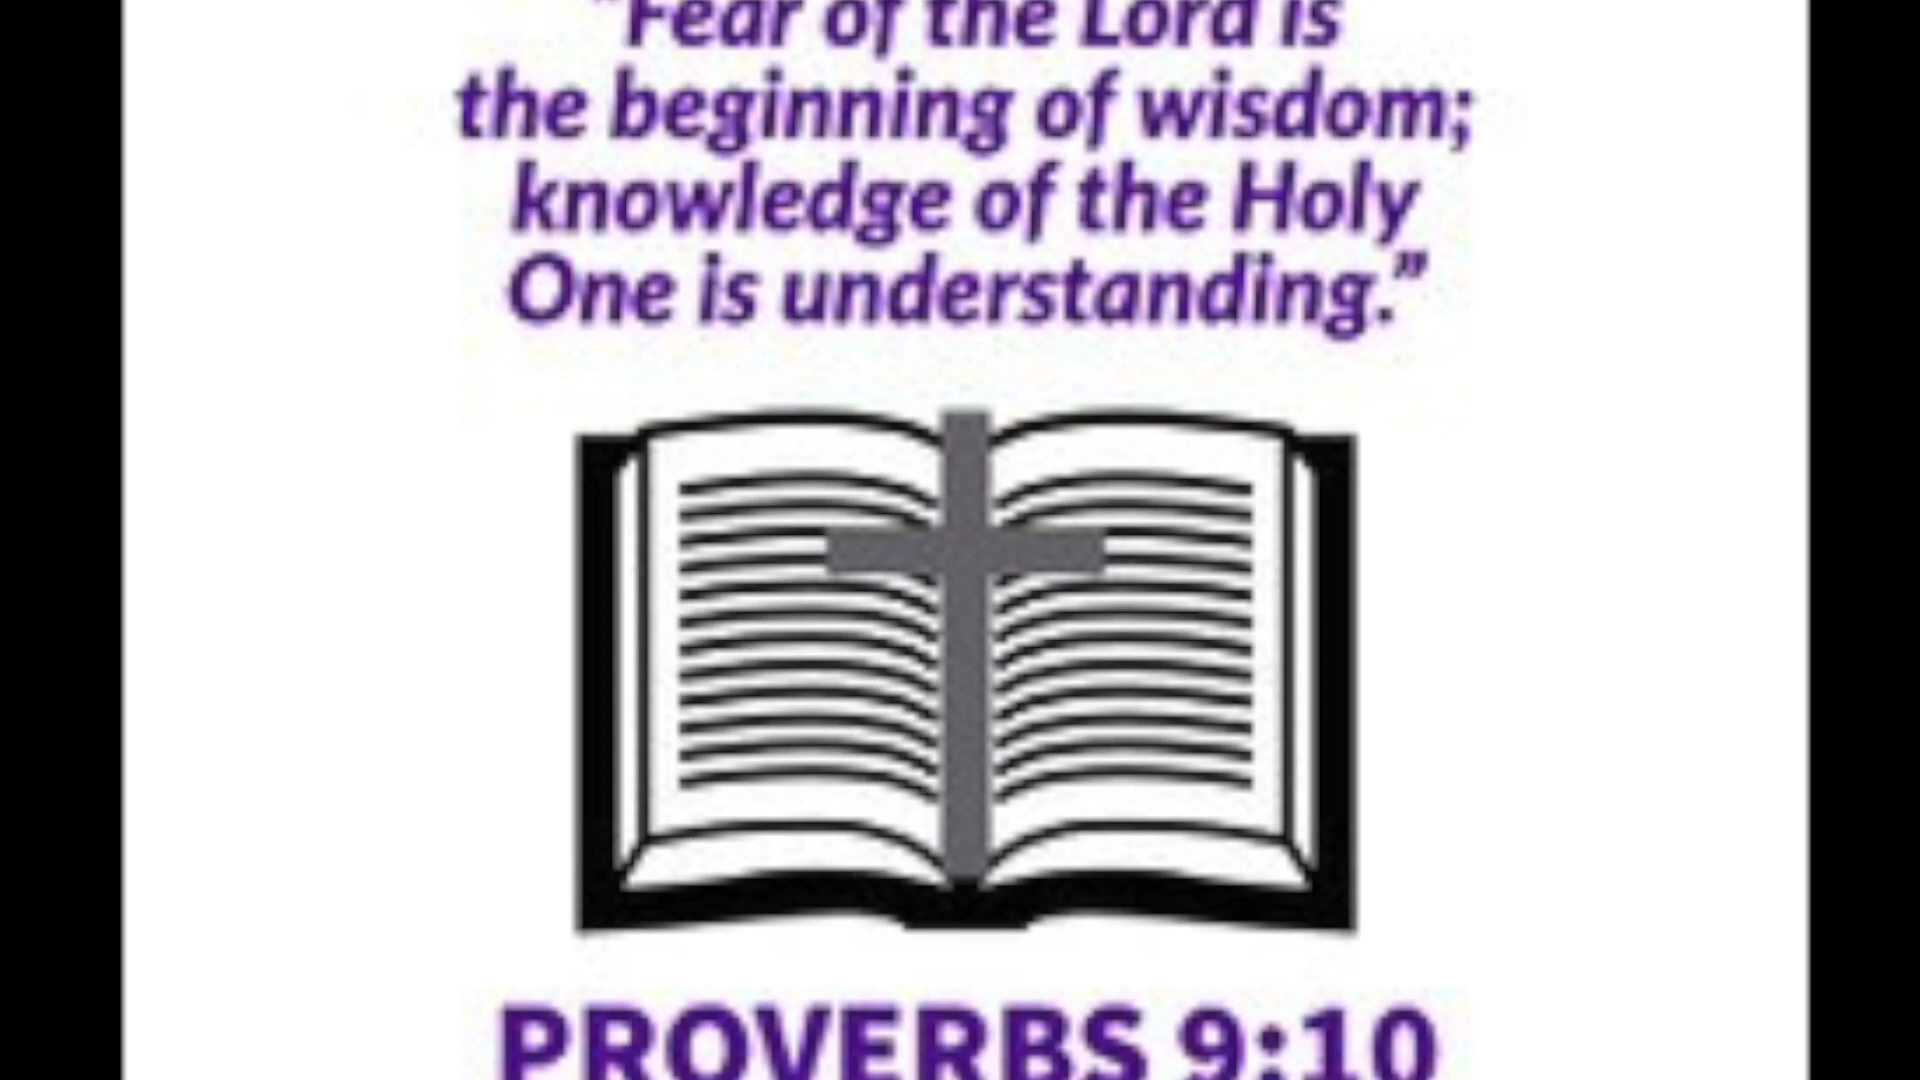 “Fear of the Lord is
the beginning of wisdom;
knowledge of the Holy
One is understanding.”
PROVERBS 9:10